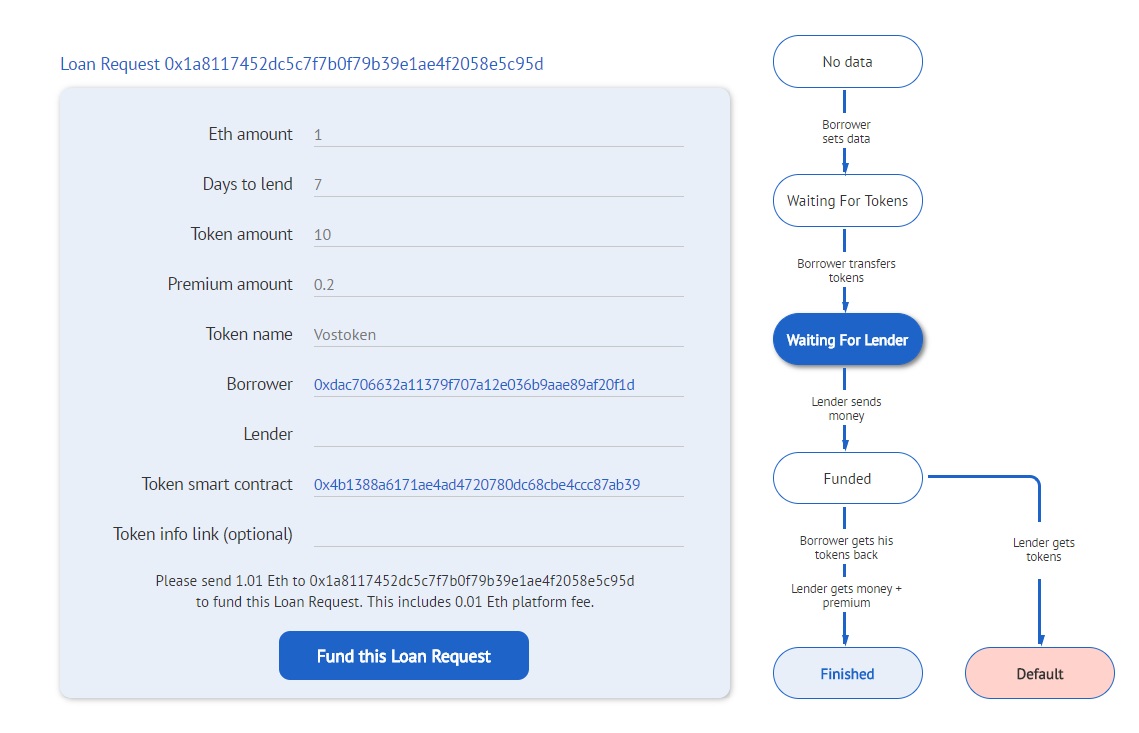 Loan Request 0x1a8117452dc5c7f7b0f79b39e1ae4f2058e5c95d
Eth amount 1
Days to lend 7
Token amount 10
Premium amount 0.2
Token name Vostoken
Borrower 0xdac706632a11379f707a12e036b9aae89af20f1d
Lender
Token smart contract 0x4b1388a6171ae4ad4720780dc68cbe4ccc87ab39
Token info link (optional)
Please send 1.01 Eth to 0x1a8117452dc5c7f7b0f79b39e1ae4f2058e5c95d
to fund this Loan Request. This includes 0.01 Eth platform fee.
Fund this Loan Request
No data
Borrower
sets data
Waiting For Tokens
Borrower transfers
tokens
Waiting For Lender
Lender sends
money
Funded
Borrower gets his
tokens back
Lender gets money +
premium
Finished
Lender gets
tokens
Default